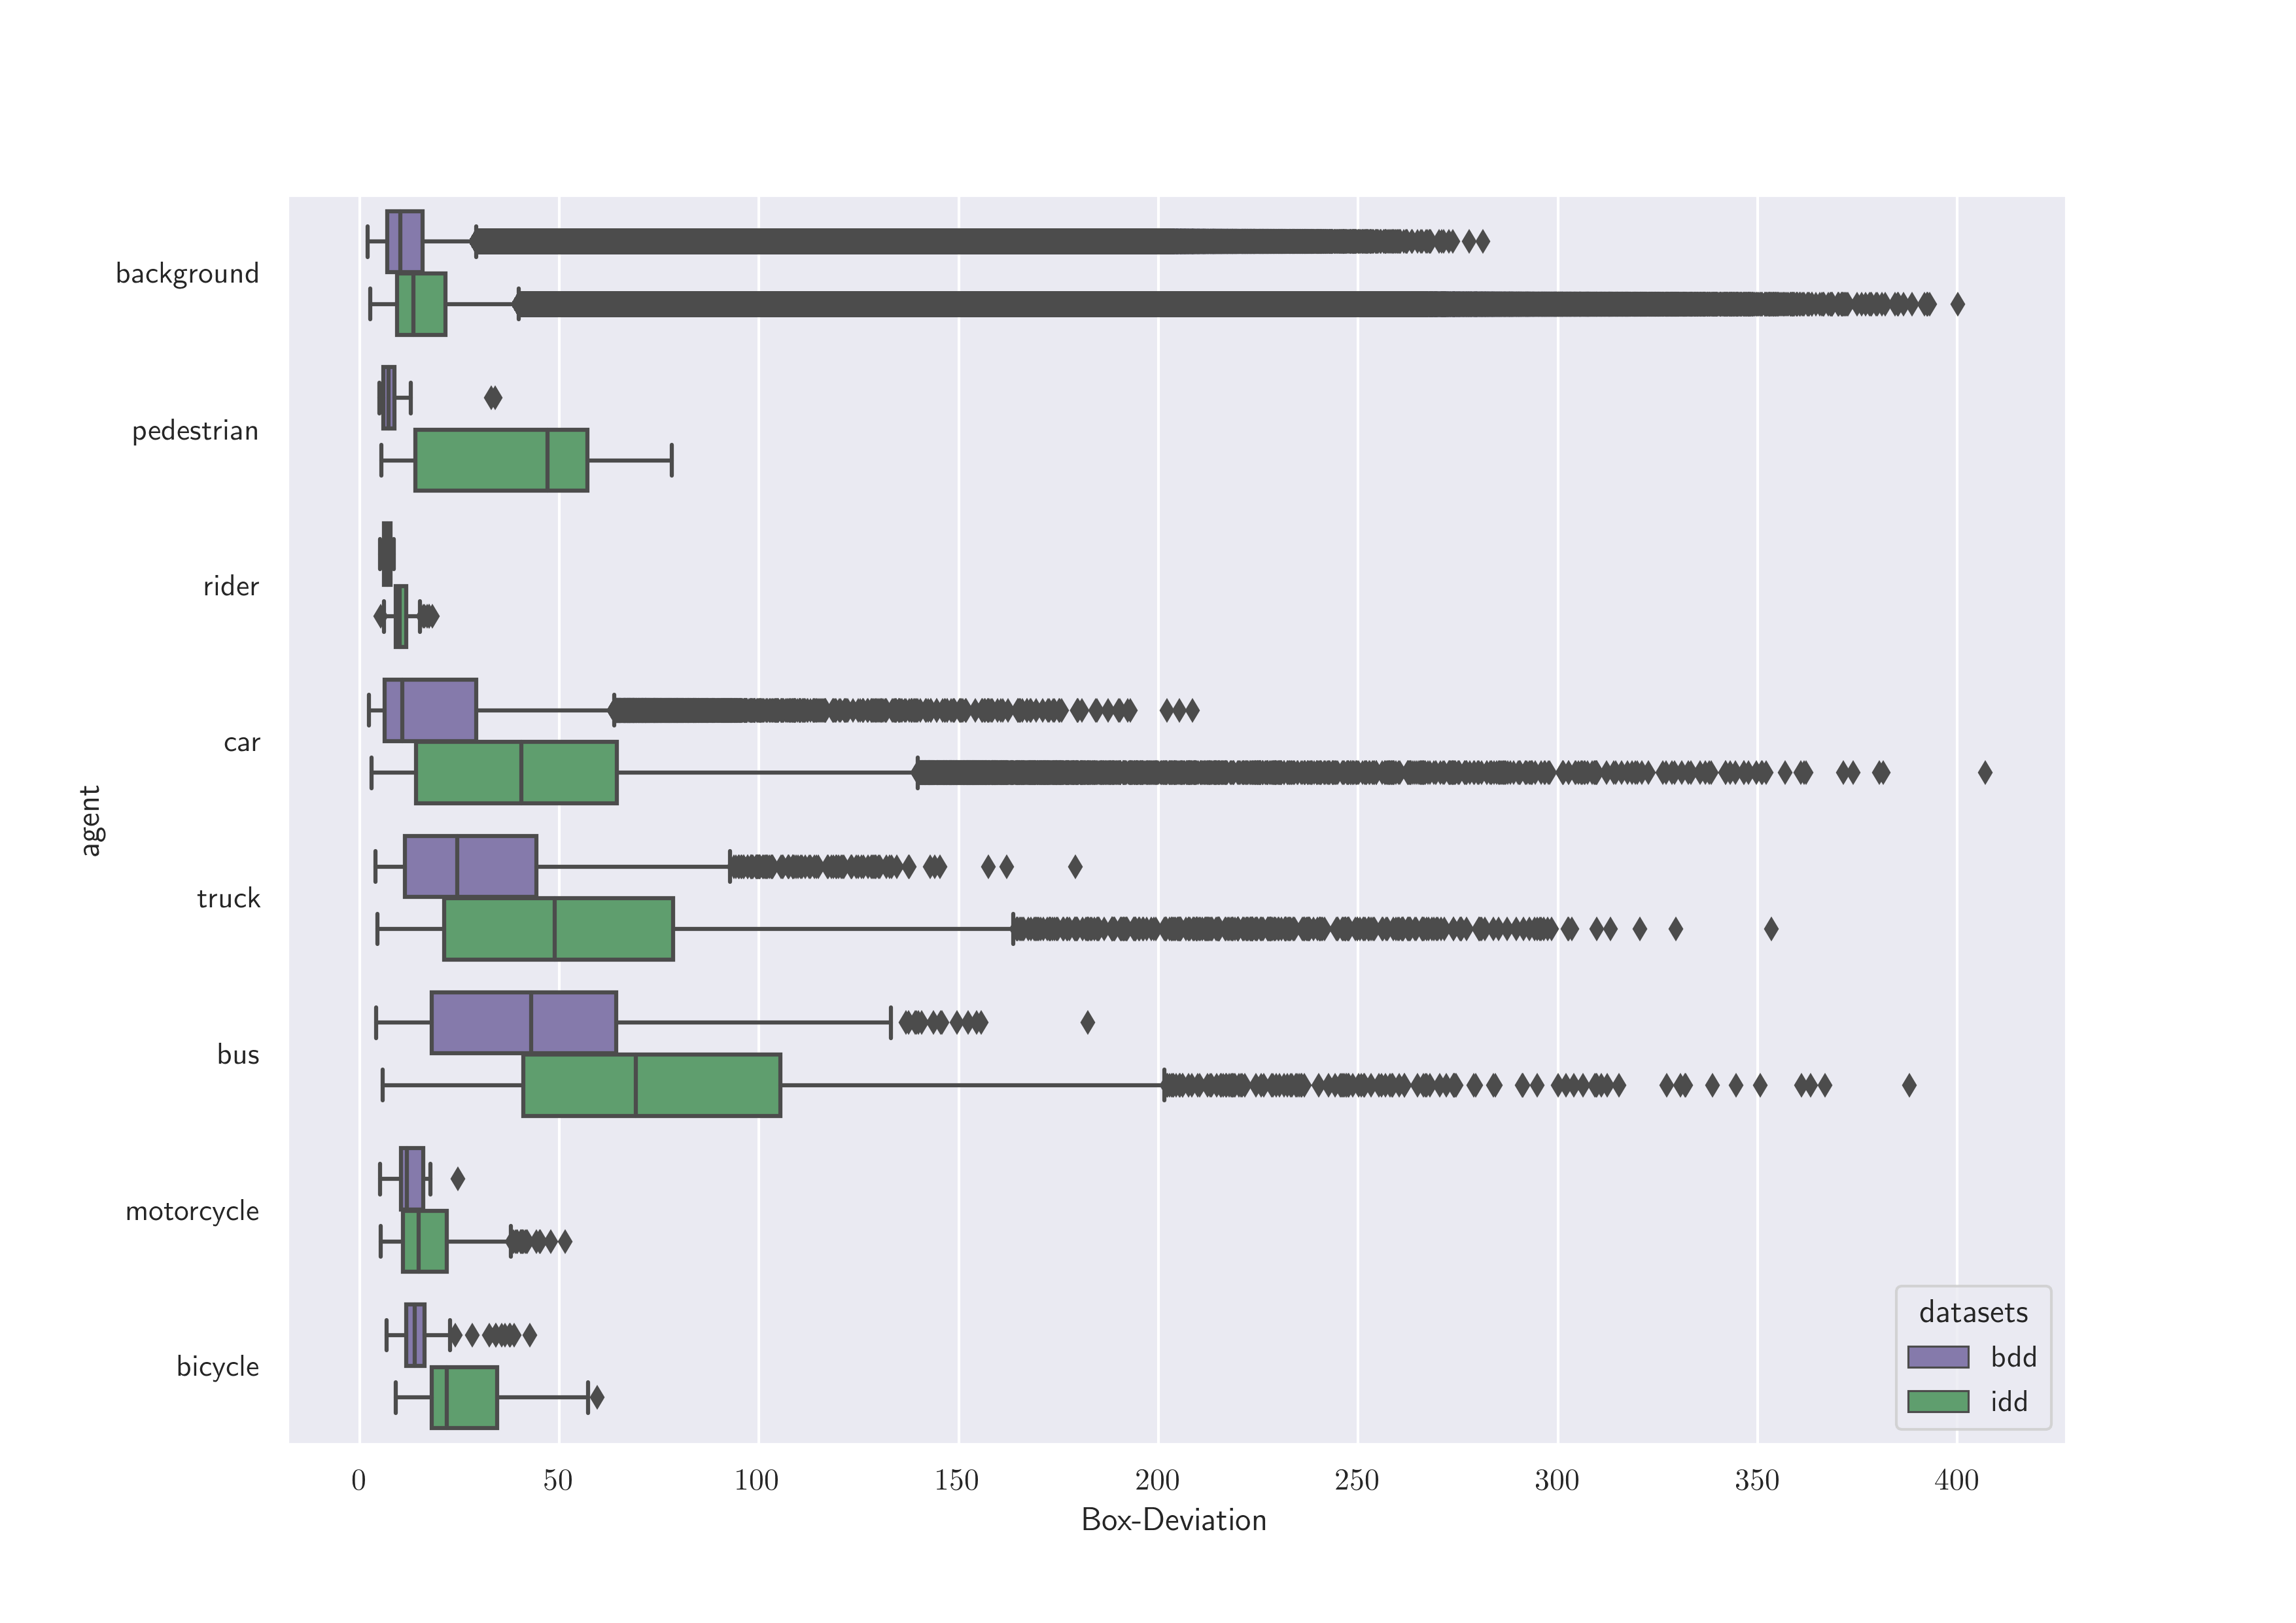 background
pedestrian
rider
car
truck
bus
motorcycle
bicycle
agent
datasets
bdd
idd
0 50 100 150 200 250 300 350 400
Box-Deviation